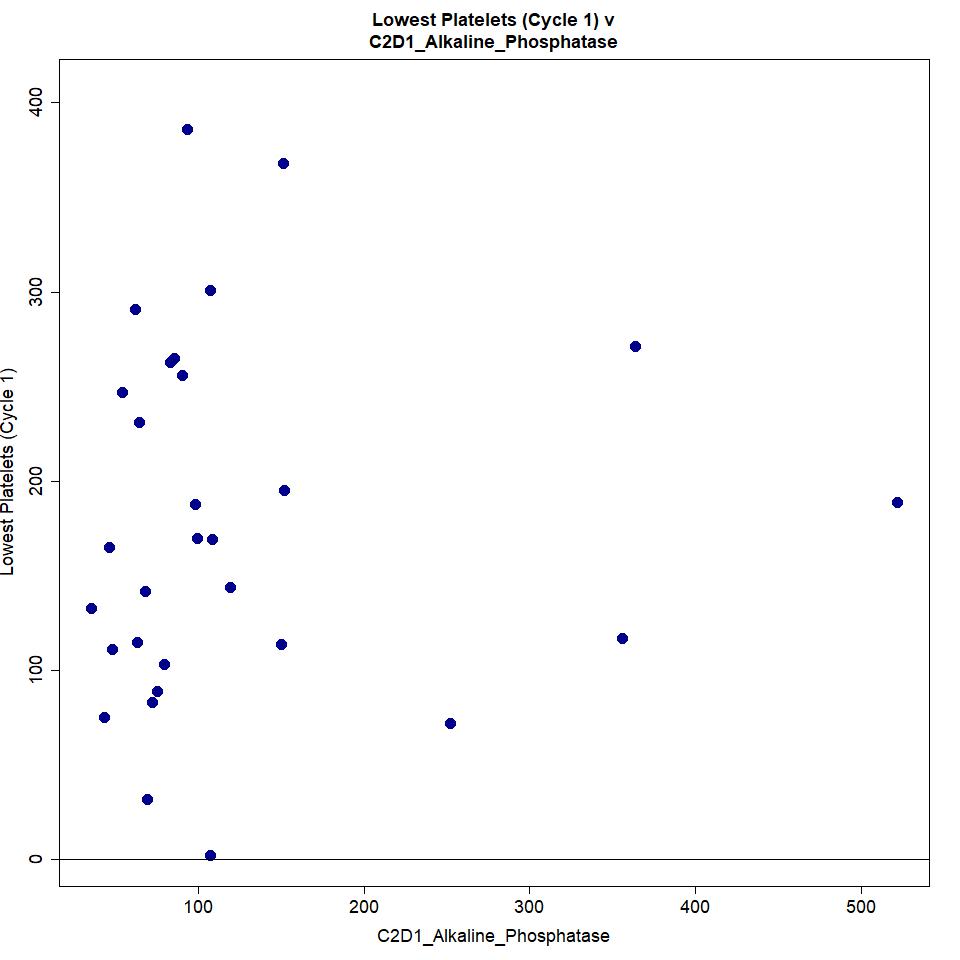 Lowest Platelets (Cycle 1) v
C2D1_Alkaline_Phosphatase
400
300
200
100
0
Lowest Platelets (Cycle 1)
100 200 300 400 500
C2D1_Alkaline_Phosphatase